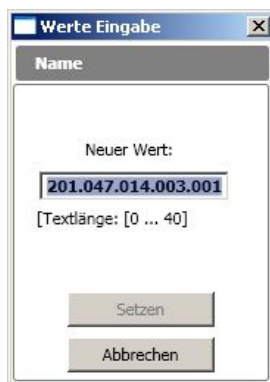 Werte Eingabe
Name
Neuer Wert:
201.047.014.003.001
[Textlänge: [0 ... 40]
Setzen
Abbrechen